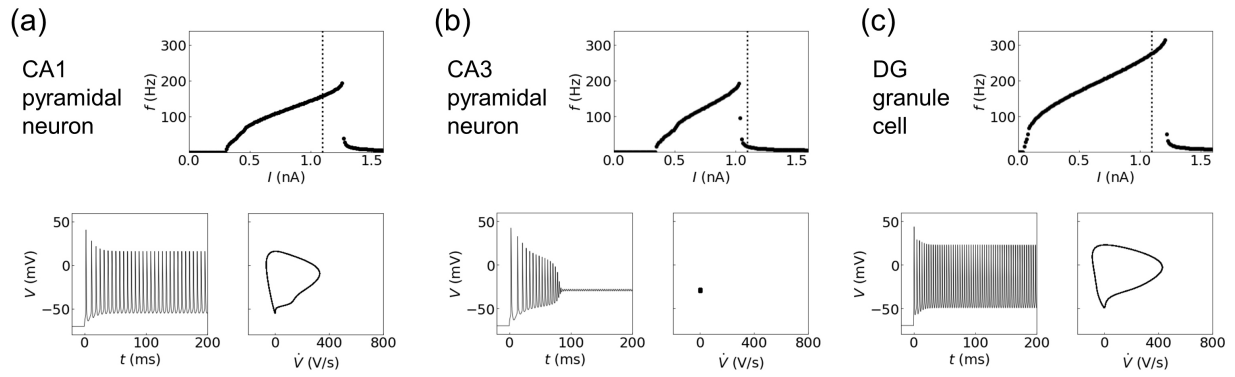 (a)
CA1
pyramidal
neuron
300
200
100
f (Hz)
0.0 0.5 1.0 1.5
I (nA)
50
0
−50
V (mV)
0 100 200
t (ms)
0 400 800
V̇ (V/s)
(b)
CA3
pyramidal
neuron
300
200
100
f (Hz)
0.0 0.5 1.0 1.5
I (nA)
50
0
−50
V (mV)
0 100 200
t (ms)
0 400 800
V̇ (V/s)
(c)
DG
granule
cell
300
200
100
f (Hz)
0.0 0.5 1.0 1.5
I (nA)
50
0
−50
V (mV)
0 100 200
t (ms)
0 400 800
V̇ (V/s)